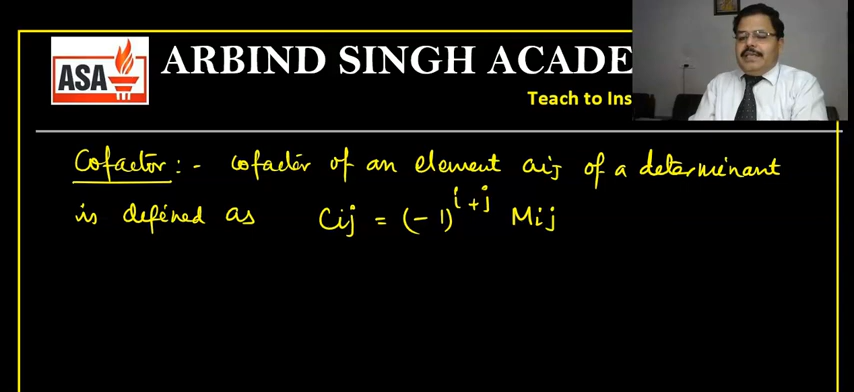 ASA
ARBIND SINGH ACADE
Teach to Ins
Cofactor :- cofactor of an element aij of a determinant
is defined as Cij = (-1)^{i+j} Mij